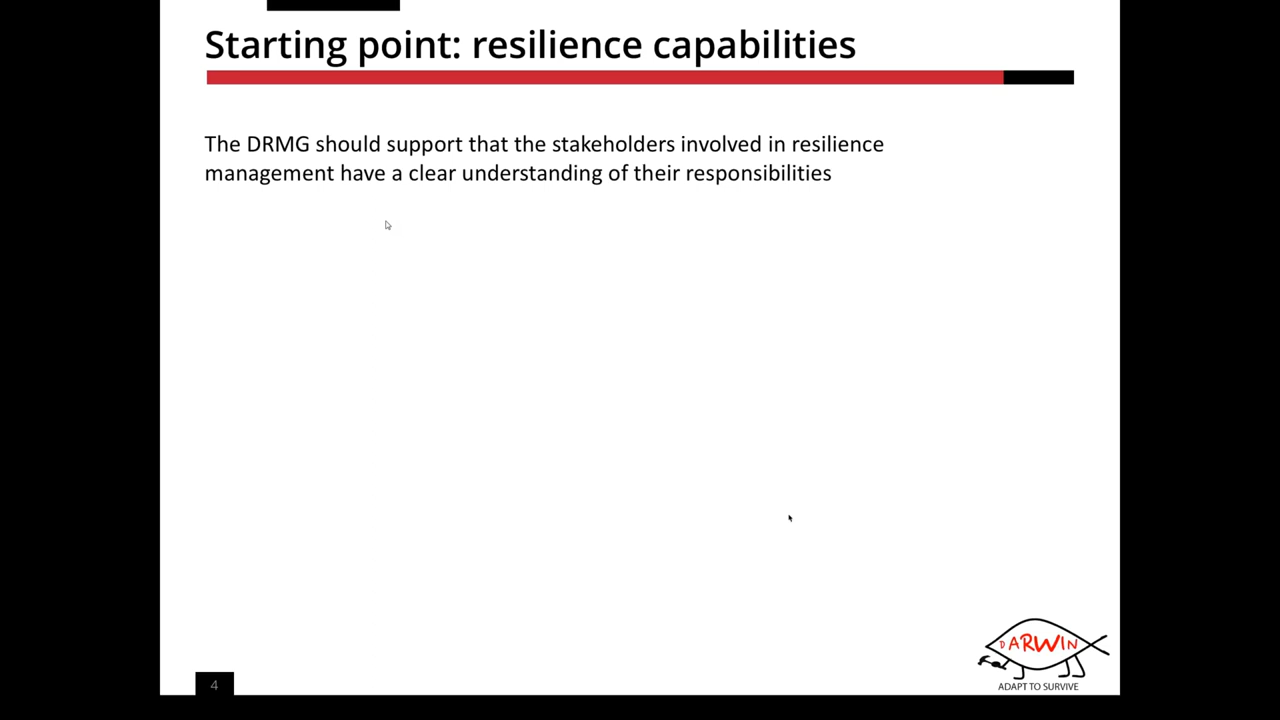 Starting point: resilience capabilities
The DRMG should support that the stakeholders involved in resilience
management have a clear understanding of their responsibilities
DARWIN
ADAPT TO SURVIVE
4